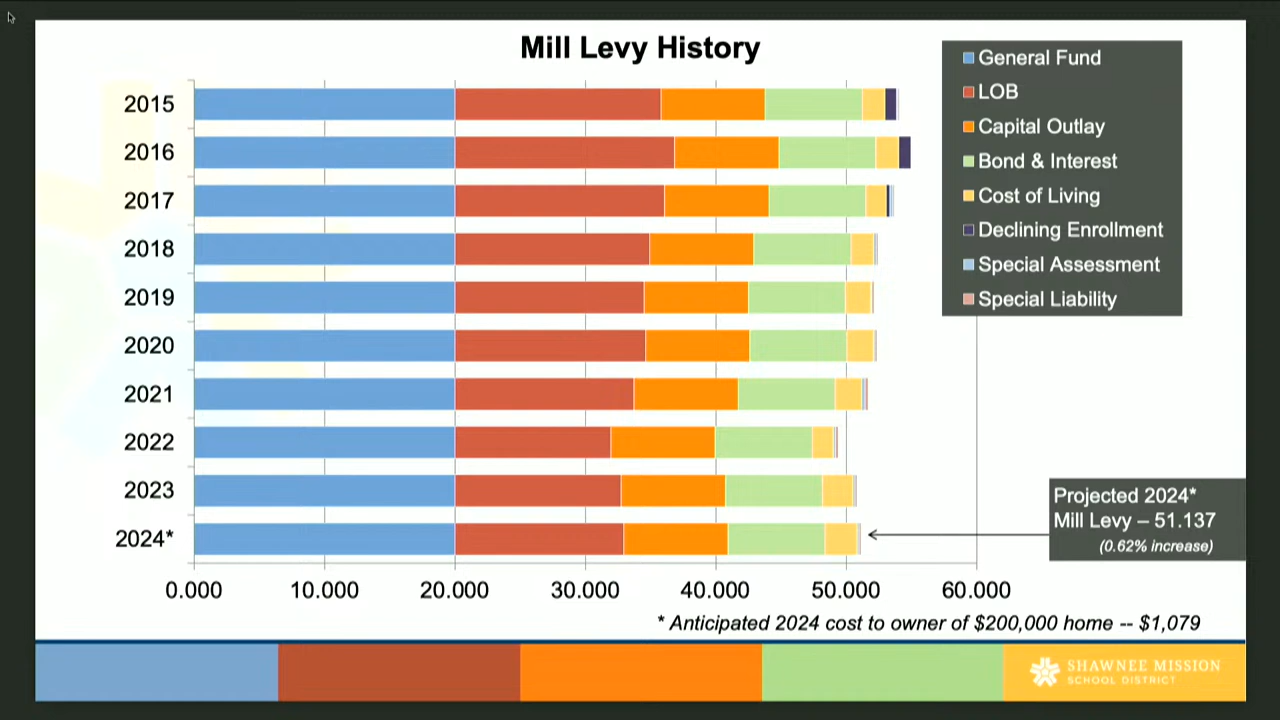 Mill Levy History
General Fund
LOB
Capital Outlay
Bond & Interest
Cost of Living
Declining Enrollment
Special Assessment
Special Liability
2015
2016
2017
2018
2019
2020
2021
2022
2023
2024*
Projected 2024*
Mill Levy – 51.137
(0.62% increase)
0.000 10.000 20.000 30.000 40.000 50.000 60.000
* Anticipated 2024 cost to owner of $200,000 home -- $1,079
SHAWNEE MISSION
SCHOOL DISTRICT